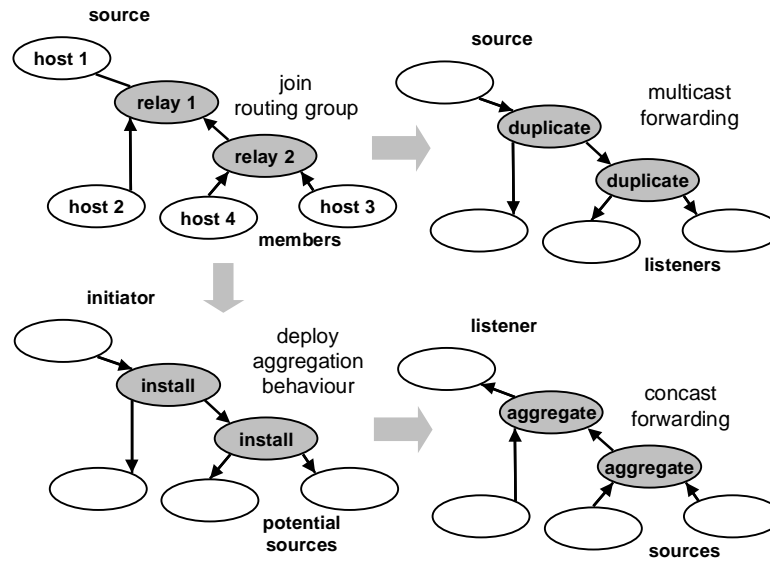 source
host 1
relay 1
join
routing group
relay 2
host 2
host 4
host 3
members
source
duplicate
multicast
forwarding
duplicate
listeners
initiator
install
deploy
aggregation
behaviour
install
potential
sources
listener
aggregate
concast
forwarding
aggregate
sources